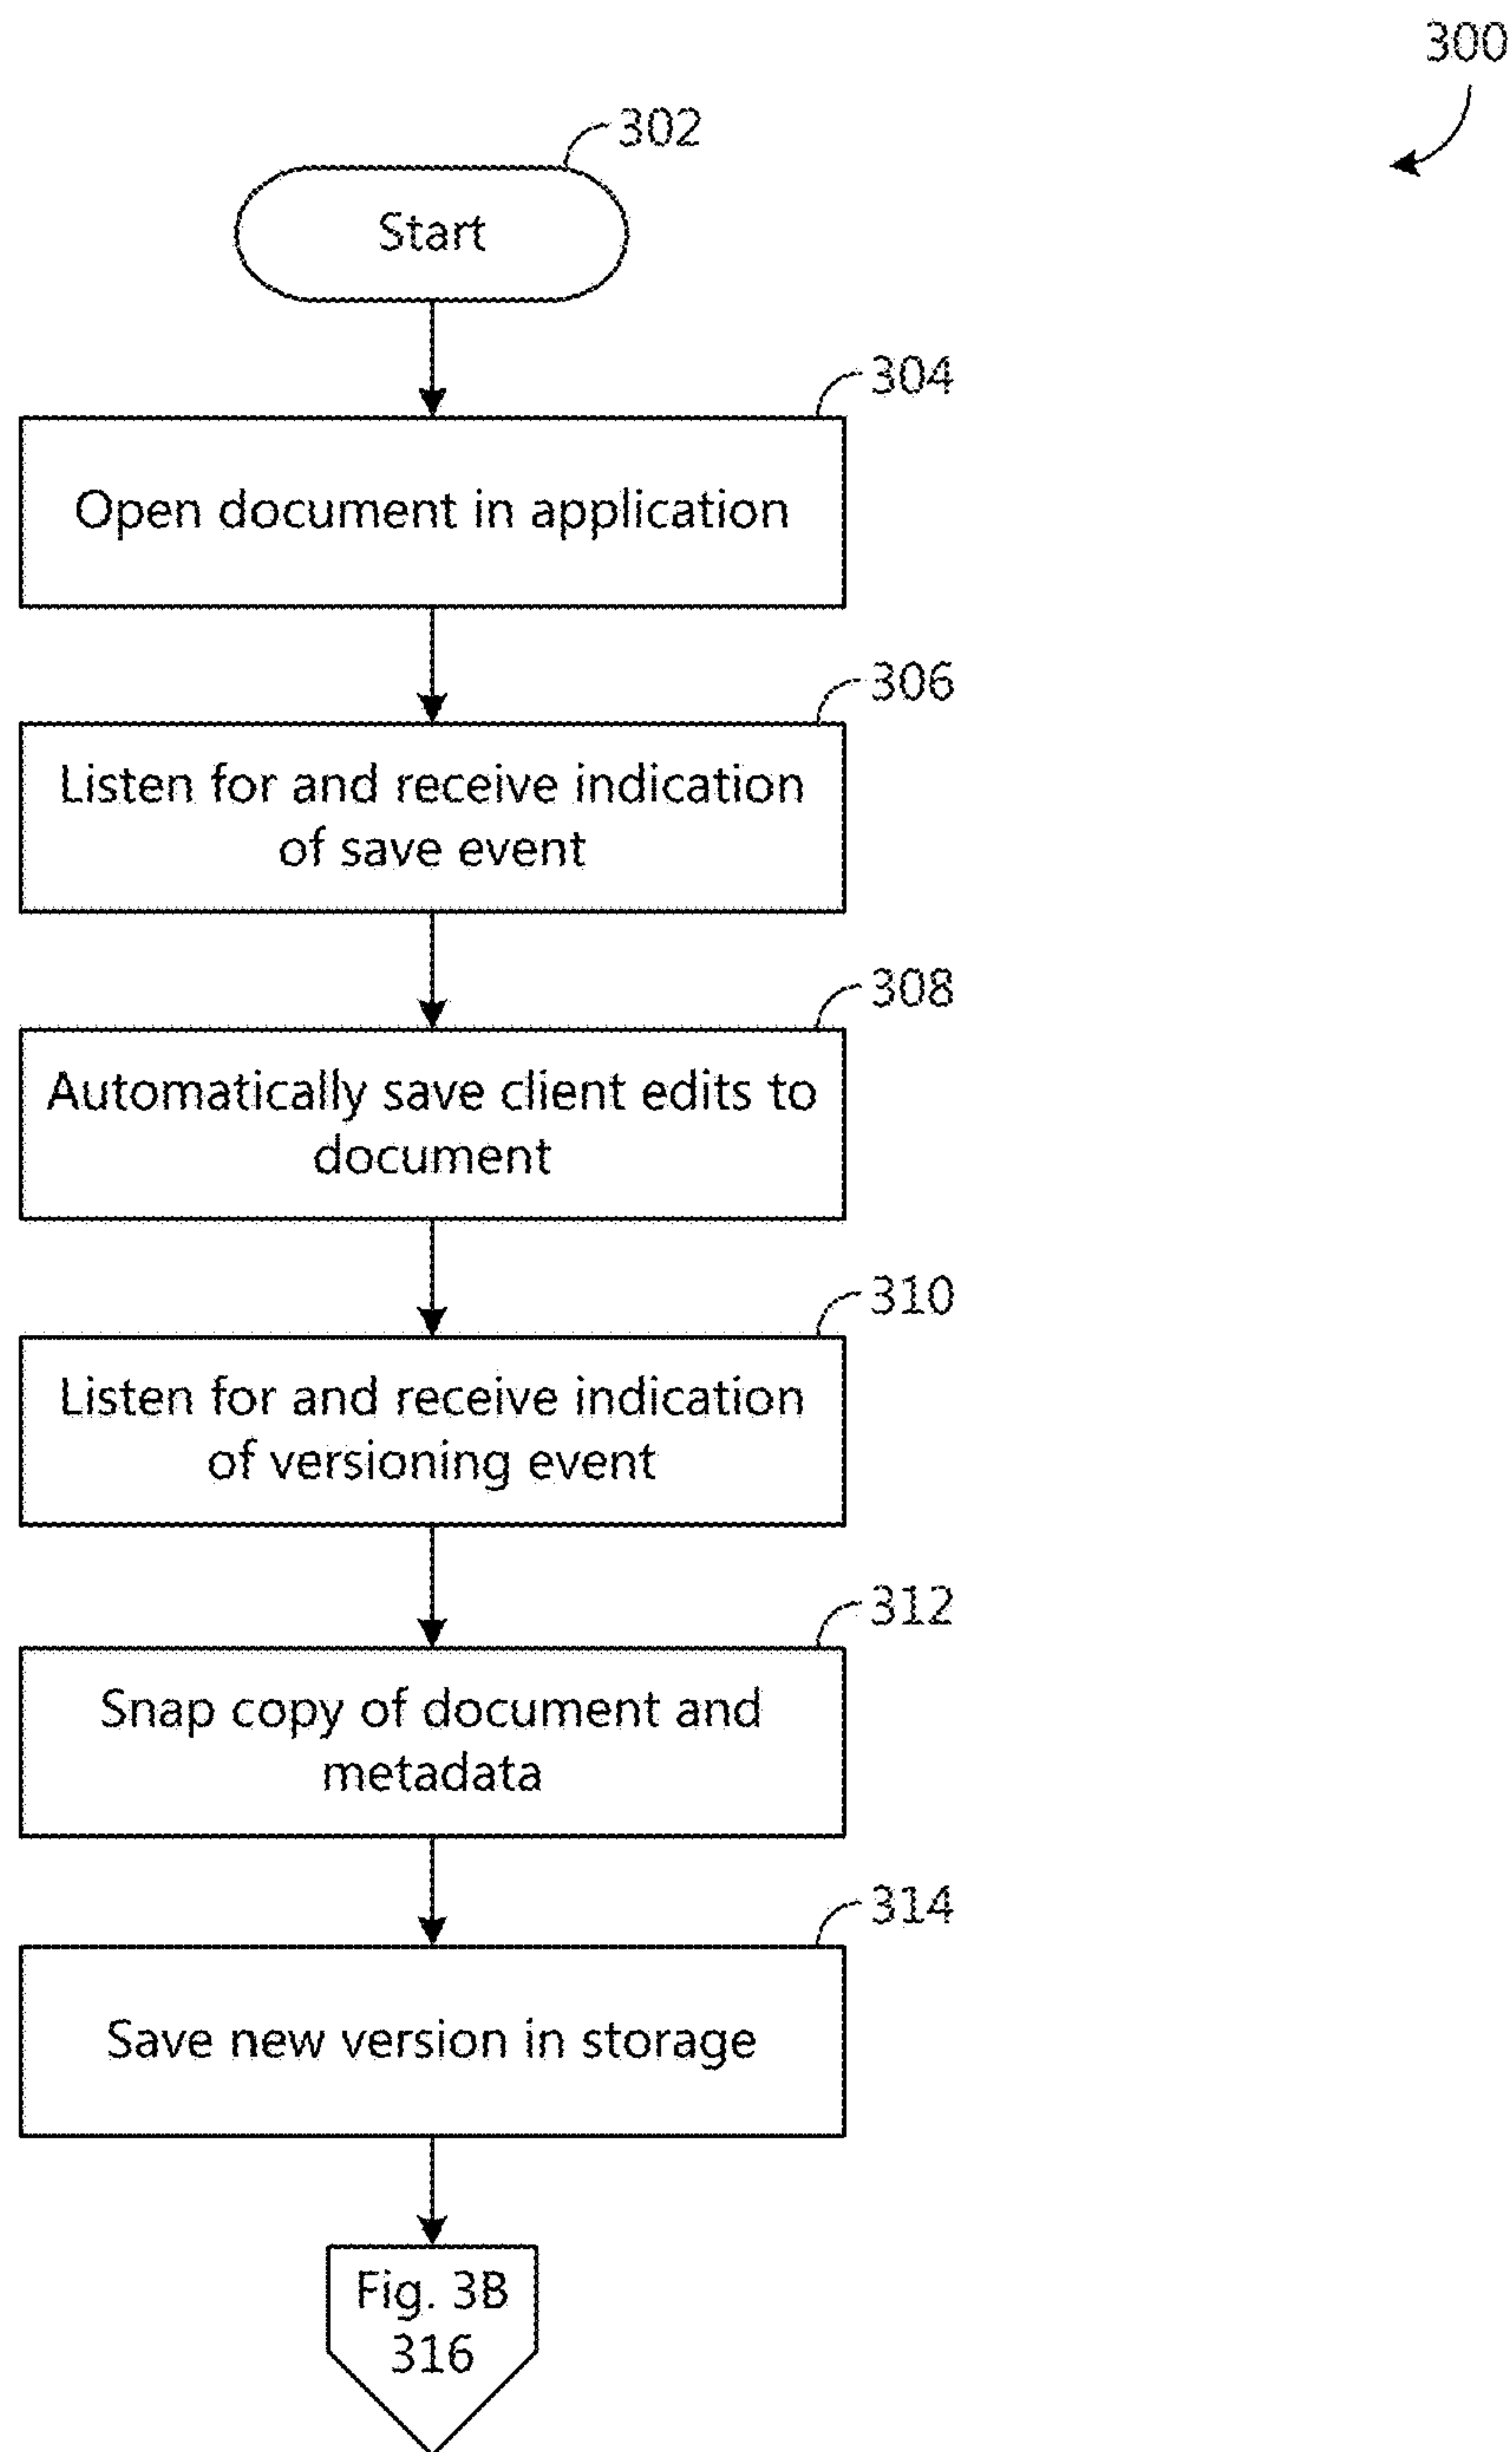 300
302
Start
304
Open document in application
306
Listen for and receive indication
of save event
308
Automatically save client edits to
document
310
Listen for and receive indication
of versioning event
312
Snap copy of document and
metadata
314
Save new version in storage
Fig. 3B
316